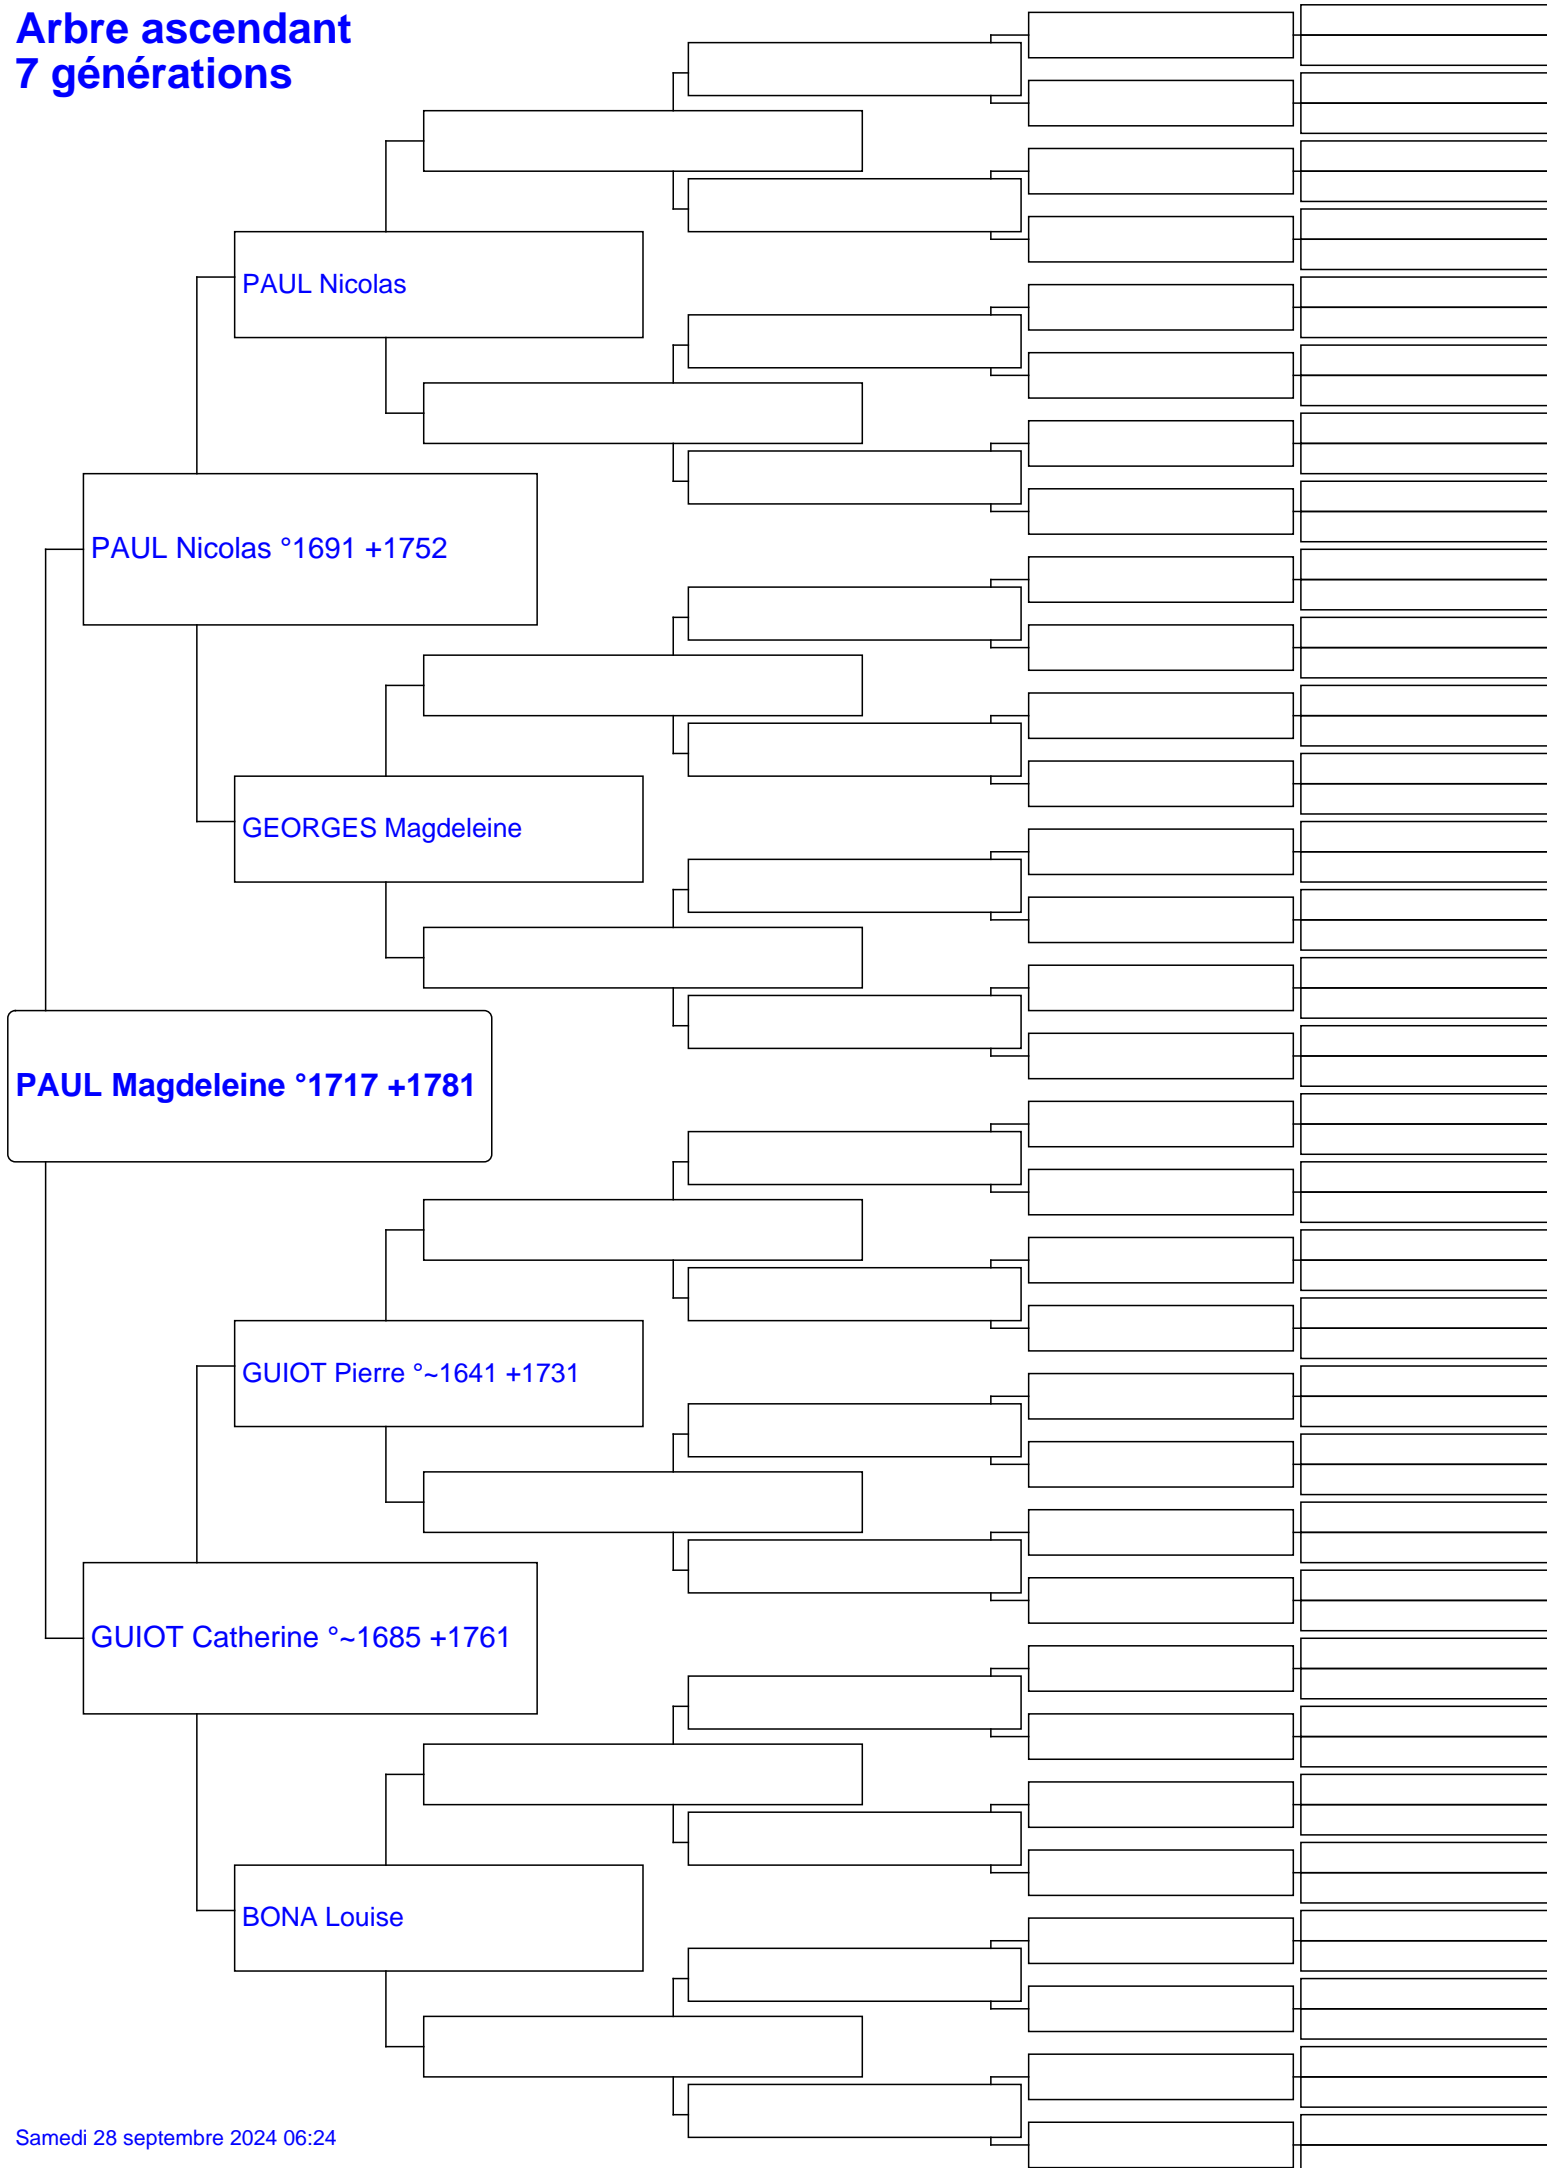 Arbre ascendant
7 générations
PAUL Nicolas
PAUL Nicolas °1691 +1752
GEORGES Magdeleine
PAUL Magdeleine °1717 +1781
GUIOT Pierre °~1641 +1731
GUIOT Catherine °~1685 +1761
BONA Louise
Samedi 28 septembre 2024 06:24